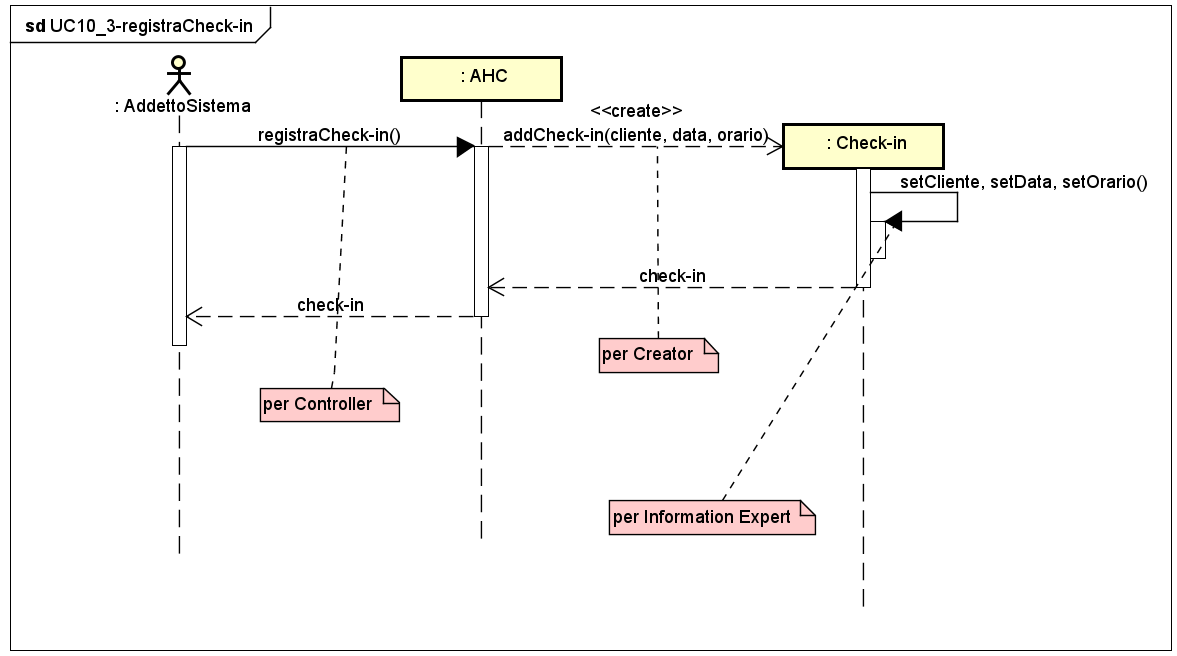 sd UC10_3-registraCheck-in
: AddettoSistema
: AHC
<<create>>
registraCheck-in()
addCheck-in(cliente, data, orario)
: Check-in
setCliente, setData, setOrario()
check-in
check-in
per Creator
per Controller
per Information Expert